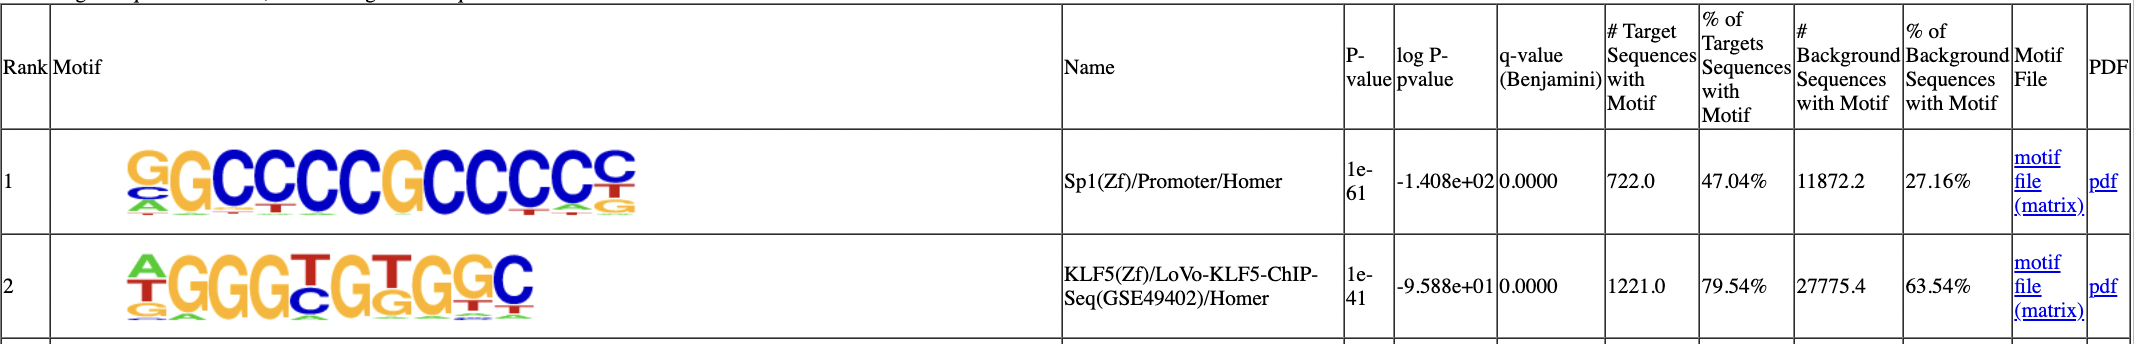 Rank
Motif
Name
P-
value
log P-
pvalue
q-value
(Benjamini)
# Target
Sequences
with
Motif
% of
Targets
Sequences
with
Motif
#
Background
Sequences
with Motif
% of
Background
Sequences
with Motif
Motif
File
PDF
1
GGCCCCGCCCCC
CT
A G
Sp1(Zf)/Promoter/Homer
1e-
61
-1.408e+02
0.0000
722.0
47.04%
11872.2
27.16%
motif
file
(matrix)
pdf
2
AGGGTGTGGC
T C G T
G
KLF5(Zf)/LoVo-KLF5-ChIP-
Seq(GSE49402)/Homer
1e-
41
-9.588e+01
0.0000
1221.0
79.54%
27775.4
63.54%
motif
file
(matrix)
pdf